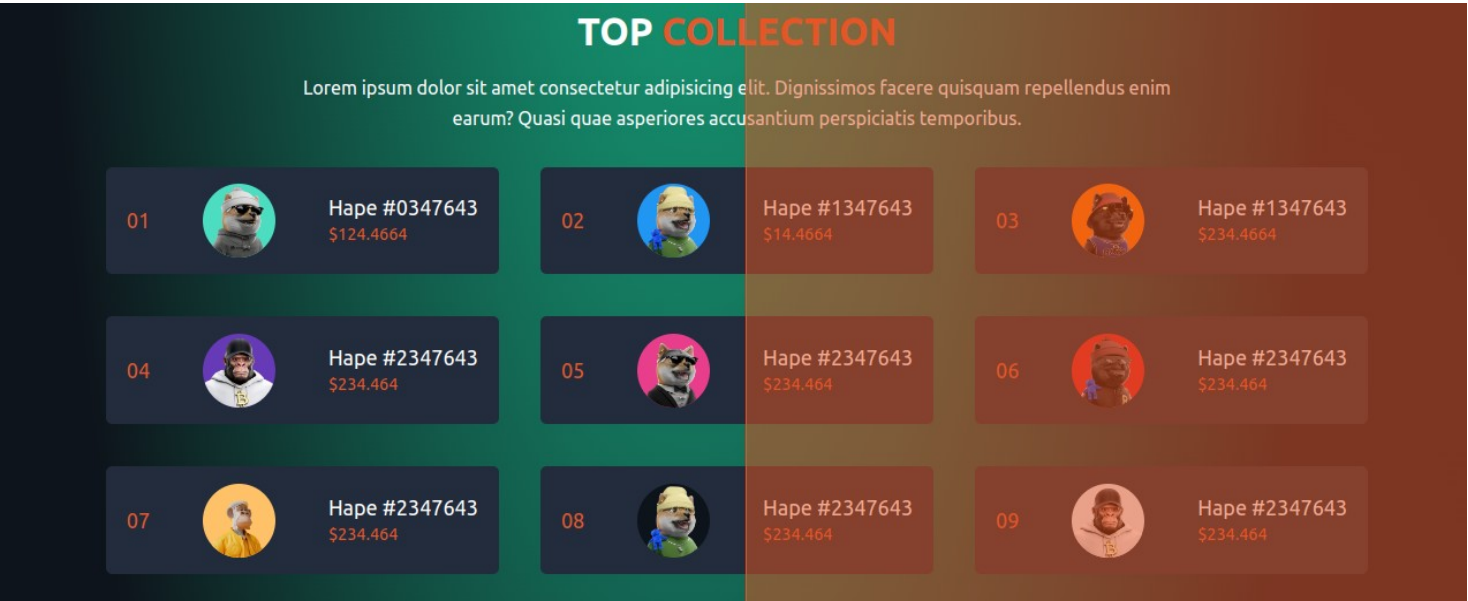 TOP COLLECTION
Lorem ipsum dolor sit amet consectetur adipisicing elit. Dignissimos facere quisquam repellendus enim
earum? Quasi quae asperiores accusantium perspiciatis temporibus.
01
Hape #0347643
$124.4664
02
Hape #1347643
$14.4664
03
Hape #1347643
$234.4664
04
Hape #2347643
$234.464
05
Hape #2347643
$234.464
06
Hape #2347643
$234.464
07
Hape #2347643
$234.464
08
Hape #2347643
$234.464
09
Hape #2347643
$234.464